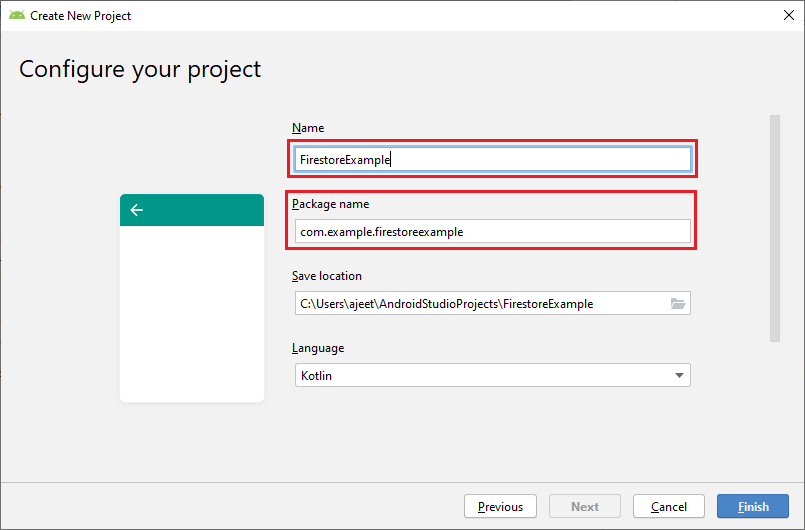 Create New Project
Configure your project
Name
FirestoreExample
Package name
com.example.firestoreexample
Save location
C:\Users\ajeet\AndroidStudioProjects\FirestoreExample
Language
Kotlin
Previous
Next
Cancel
Finish